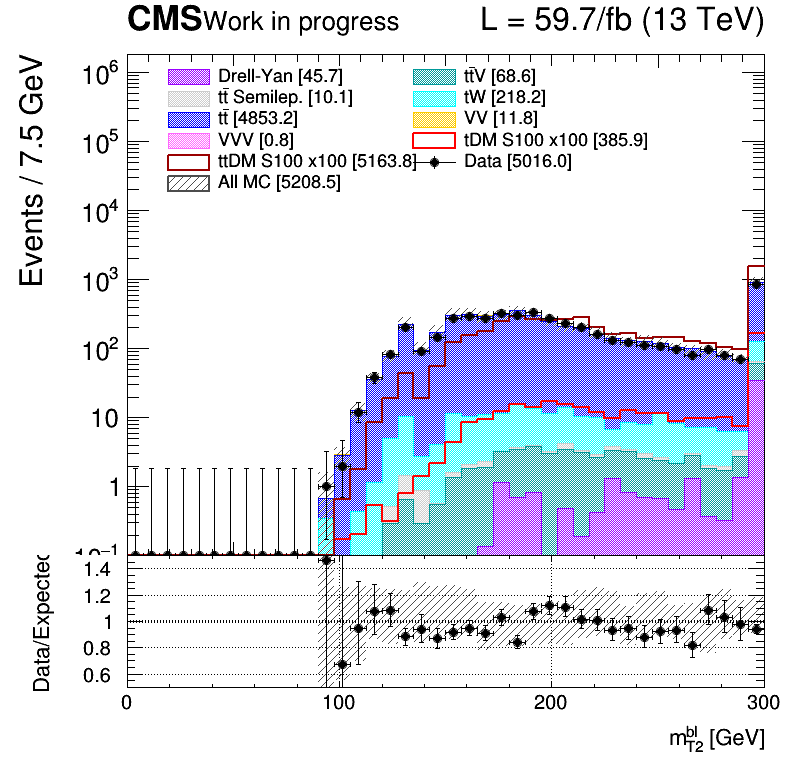 CMS Work in progress L = 59.7/fb (13 TeV)
Events / 7.5 GeV
10⁶
10⁵
10⁴
10³
10²
10
1
10⁻¹
Drell-Yan [45.7] tt̄V [68.6]
tt̄ Semilep. [10.1] tW [218.2]
tt̄ [4853.2] VV [11.8]
VVV [0.8] tDM S100 x100 [385.9]
ttDM S100 x100 [5163.8] Data [5016.0]
All MC [5208.5]
Data/Expected
1.4
1.2
1
0.8
0.6
0 100 200 300
m_T2^bl [GeV]